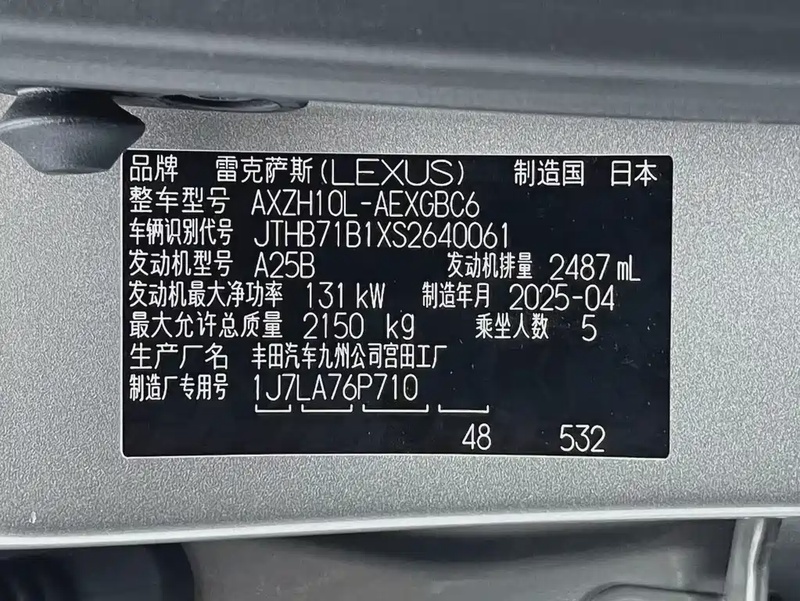 品牌 雷克萨斯(LEXUS) 制造国 日本
整车型号 AXZH10L-AEXGBC6
车辆识别代号 JTHB71B1XS2640061
发动机型号 A25B 发动机排量 2487 mL
发动机最大净功率 131 kW 制造年月 2025-04
最大允许总质量 2150 kg 乘坐人数 5
生产厂名 丰田汽车九州公司宫田工厂
制造厂专用号 1J7LA76P710
48 532